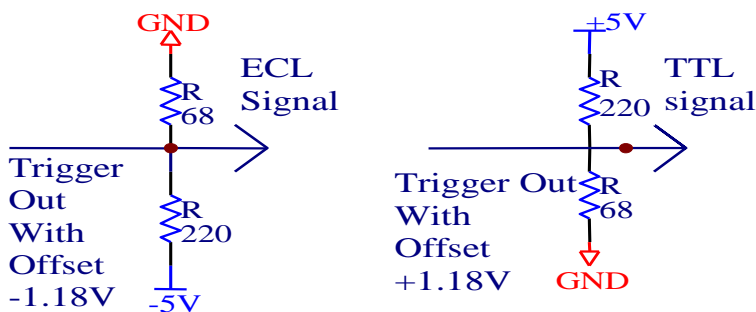 GND
R
68
ECL
Signal
Trigger
Out
With
Offset
-1.18V
R
220
-5V
+5V
R
220
TTL
signal
Trigger Out
With
Offset
+1.18V
R
68
GND